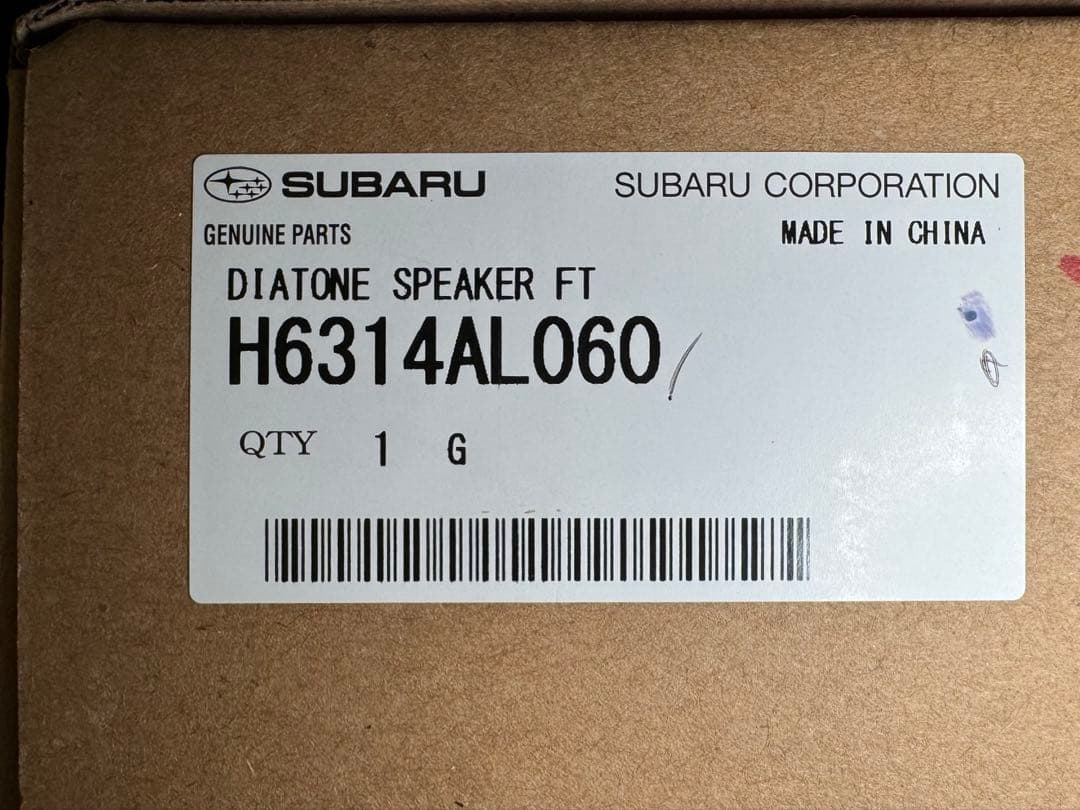 SUBARU SUBARU CORPORATION
GENUINE PARTS MADE IN CHINA
DIATONE SPEAKER FT
H6314AL060
QTY 1 G